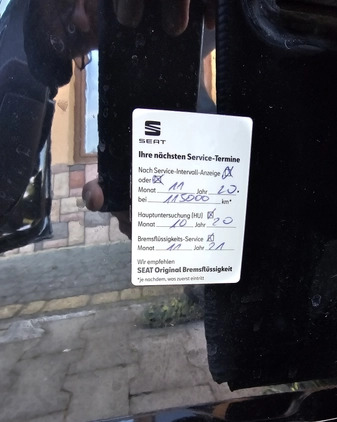 SEAT
Ihre nächsten Service-Termine
Nach Service-Intervall-Anzeige
oder
Monat 11 Jahr 20.
bei 115000 km*
Hauptuntersuchung (HU)
Monat 10 Jahr 20
Bremsflüssigkeits-Service
Monat 11 Jahr 21
Wir empfehlen
SEAT Original Bremsflüssigkeit
*Je nachdem, was zuerst eintritt